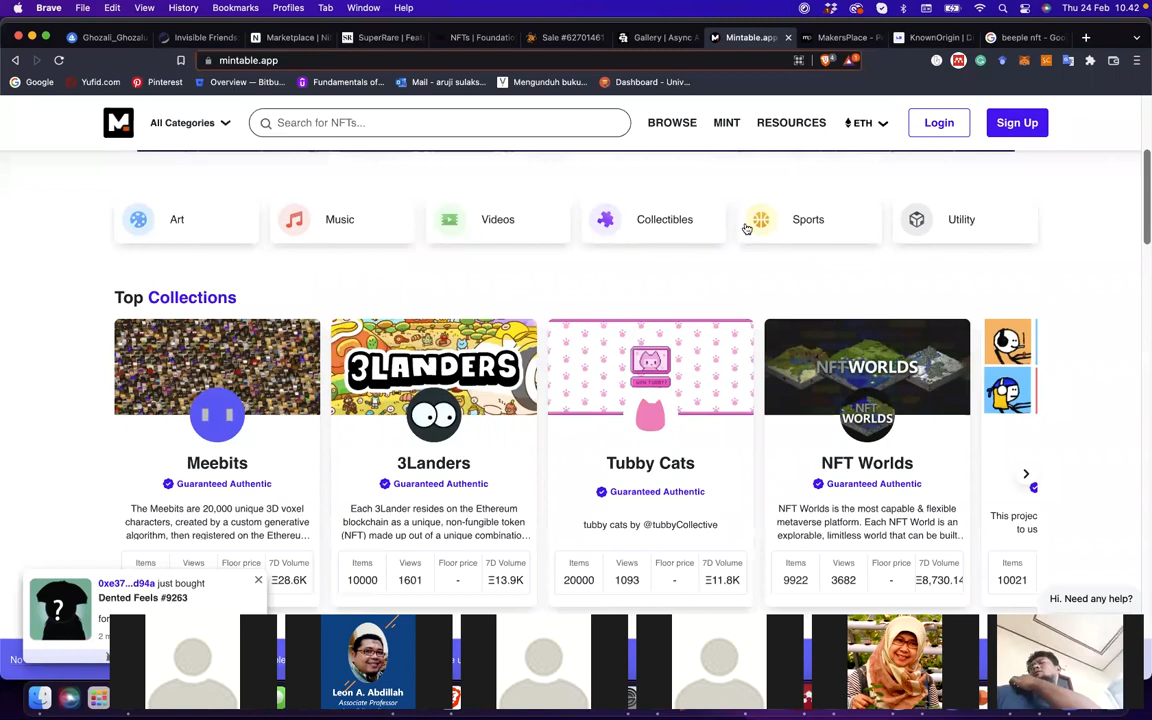 Brave File Edit View History Bookmarks Profiles Tab Window Help Thu 24 Feb 10.42
Ghozali_Ghozalu Invisible Friends Marketplace | Ni SuperRare | Feat NFTs | Foundatio Sale #62701461 Gallery | Async A Mintable.app MakersPlace - P KnownOrigin | D beeple nft - Goo
mintable.app
Google Yufid.com Pinterest Overview — Bitbu... Fundamentals of... Mail - aruji sulaks... Mengunduh buku... Dashboard - Univ...
M. All Categories Search for NFTs... BROWSE MINT RESOURCES ETH Login Sign Up
Art Music Videos Collectibles Sports Utility
Top Collections
3LANDERS NFTWORLDS
NFT WORLDS
Meebits 3Landers Tubby Cats NFT Worlds
Guaranteed Authentic Guaranteed Authentic Guaranteed Authentic Guaranteed Authentic
The Meebits are 20,000 unique 3D voxel Each 3Lander resides on the Ethereum NFT Worlds is the most capable & flexible This projec
characters, created by a custom generative blockchain as a unique, non-fungible token tubby cats by @tubbyCollective metaverse platform. Each NFT World is an to us
algorithm, then registered on the Ethereu... (NFT) made up out of a unique combinatio... expansive, limitless world that can be built..
Items Views Floor price 7D Volume Items Views Floor price 7D Volume Items Views Floor price 7D Volume Items Views Floor price 7D Volume Items
Ξ28.6K 10000 1601 - Ξ13.9K 20000 1093 - Ξ11.8K 9922 3682 - Ξ8,730.14 10021
0xe37...d94a just bought
Dented Feels #9263
for
2 m
Hi. Need any help?
No
Leon A. Abdillah
Associate Professor